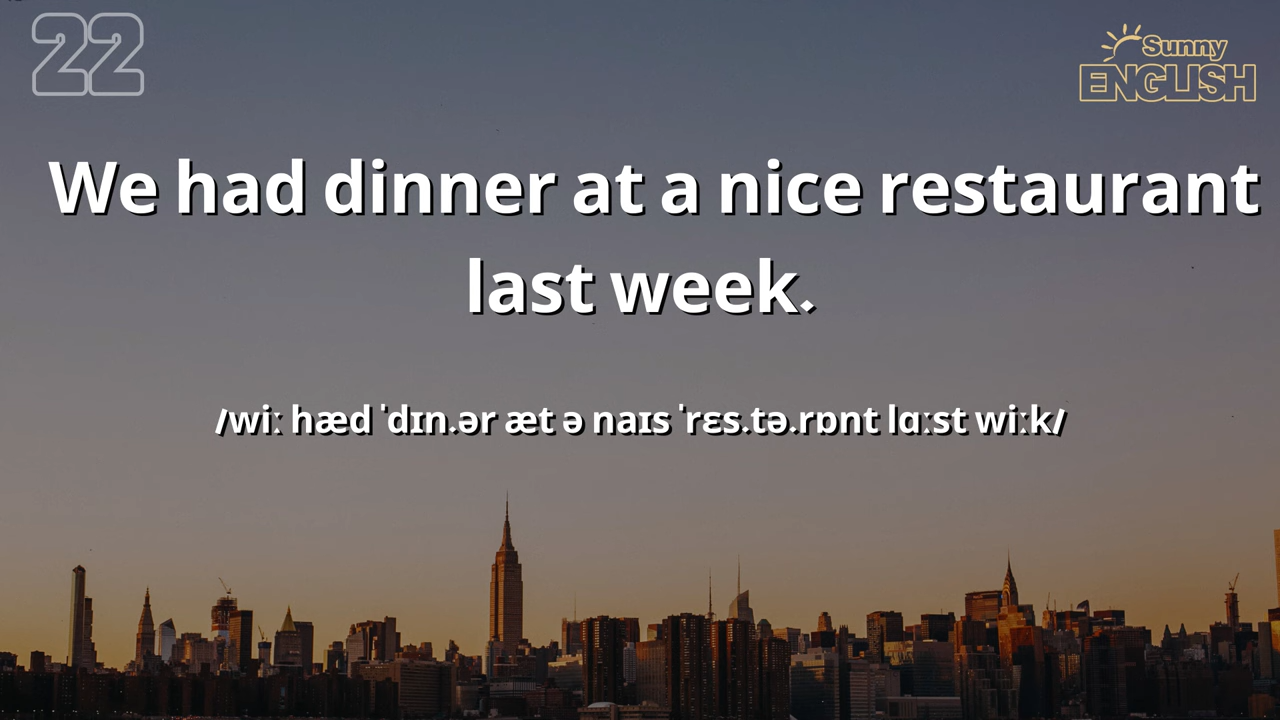 22
Sunny
ENGLISH
We had dinner at a nice restaurant
last week.
/wiː hæd ˈdɪn.ər æt ə naɪs ˈrɛs.tə.rɒnt lɑːst wiːk/